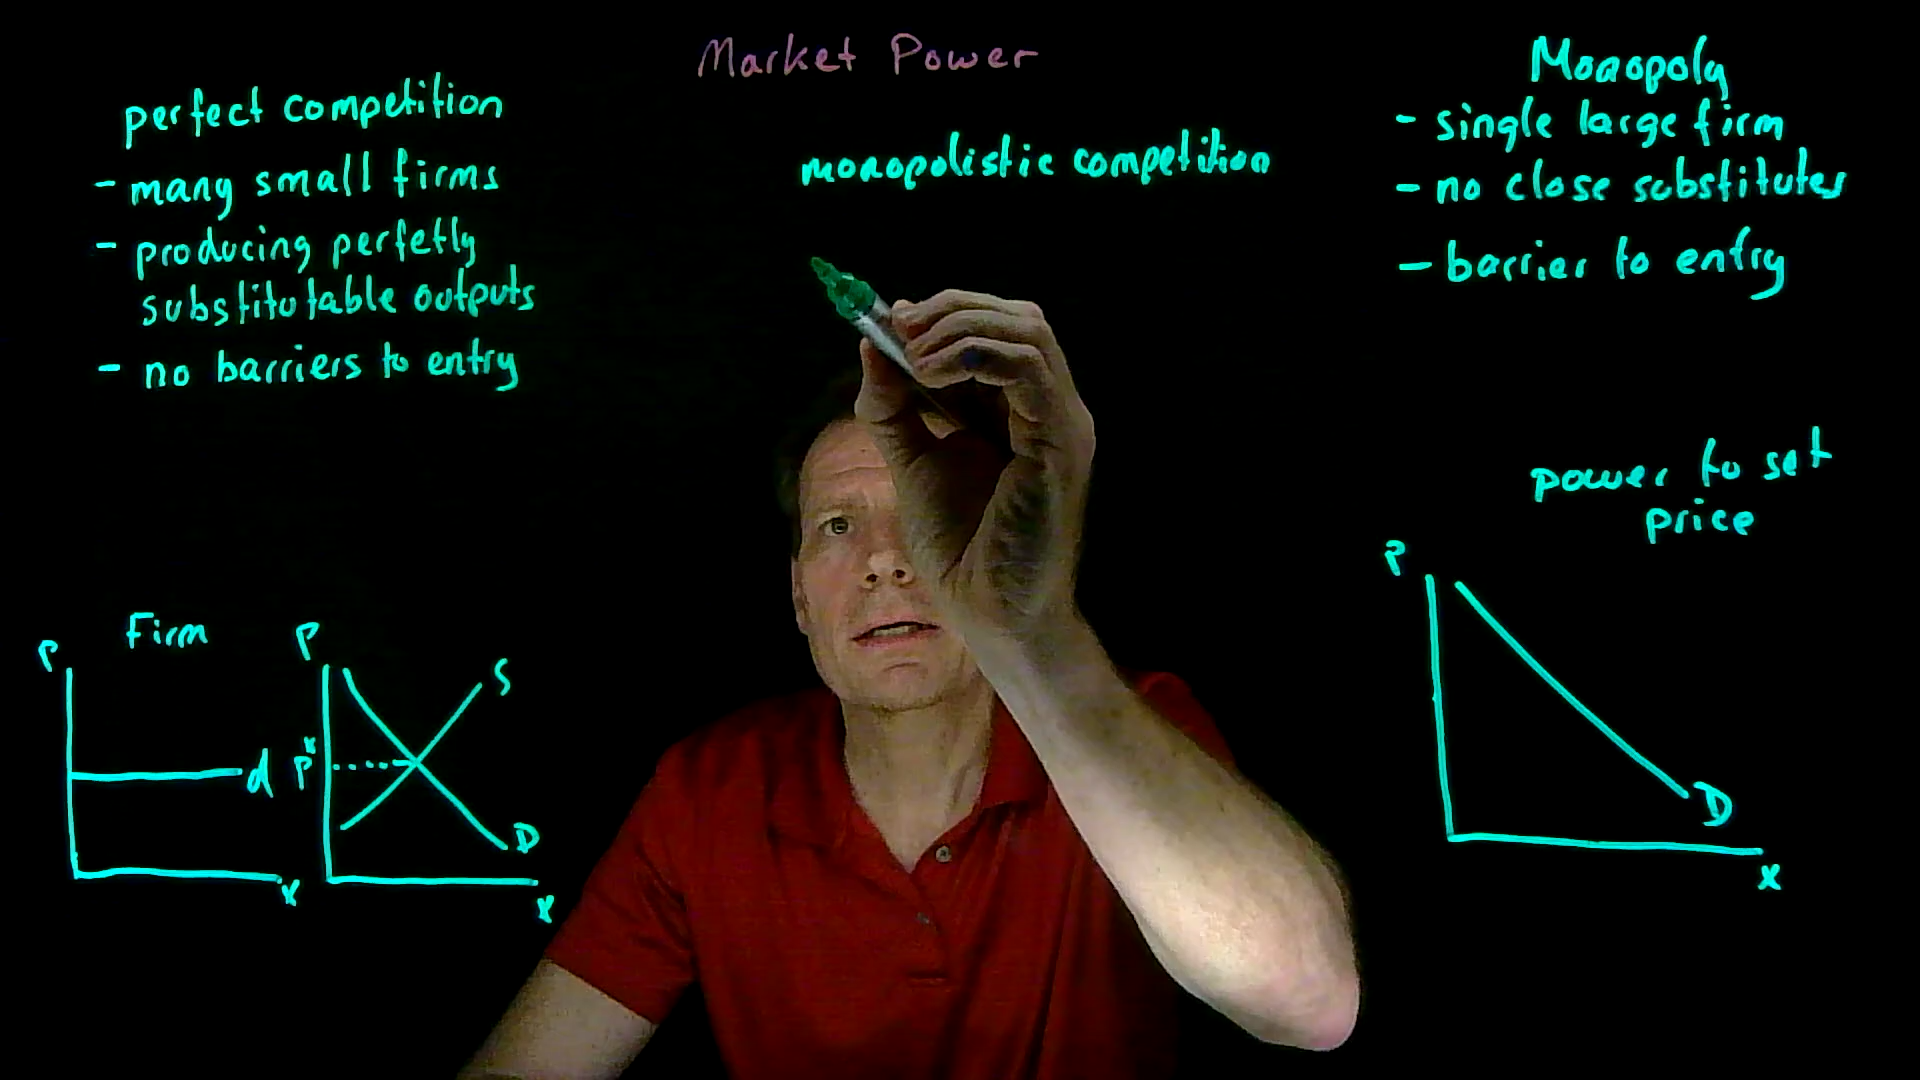 Market Power
perfect competition
- many small firms
- producing perfetly
substitutable outputs
- no barriers to entry
monopolistic competition
Monopoly
- single large firm
- no close substitutes
- barrier to entry
power to set
price
Firm
P
d
x
P
S
P*
D
x
P
D
x